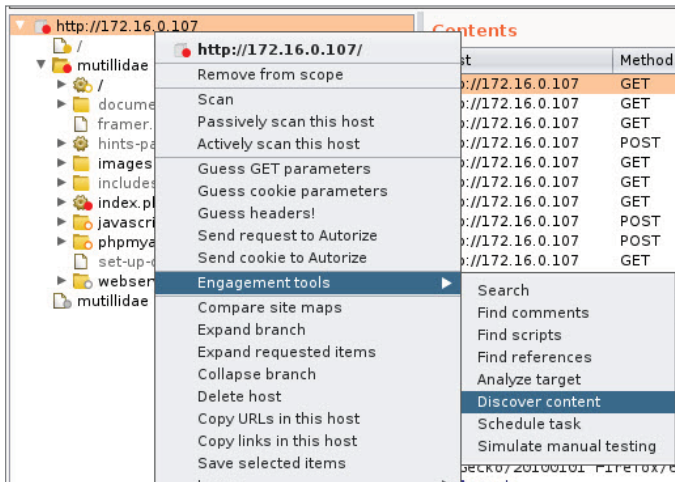 http://172.16.0.107
/
mutillidae
/
docume
framer.
hints-pa
images
includes
index.pl
javascri
phpmya
set-up-
webser
mutillidae
http://172.16.0.107/
Remove from scope
Scan
Passively scan this host
Actively scan this host
Guess GET parameters
Guess cookie parameters
Guess headers!
Send request to Autorize
Send cookie to Autorize
Engagement tools
Compare site maps
Expand branch
Expand requested items
Collapse branch
Delete host
Copy URLs in this host
Copy links in this host
Save selected items
Contents
st Method
://172.16.0.107 GET
://172.16.0.107 GET
://172.16.0.107 GET
://172.16.0.107 POST
://172.16.0.107 GET
://172.16.0.107 GET
://172.16.0.107 GET
://172.16.0.107 POST
://172.16.0.107 POST
://172.16.0.107 GET
Search
Find comments
Find scripts
Find references
Analyze target
Discover content
Schedule task
Simulate manual testing
Gecko/20100101 Firefox/6